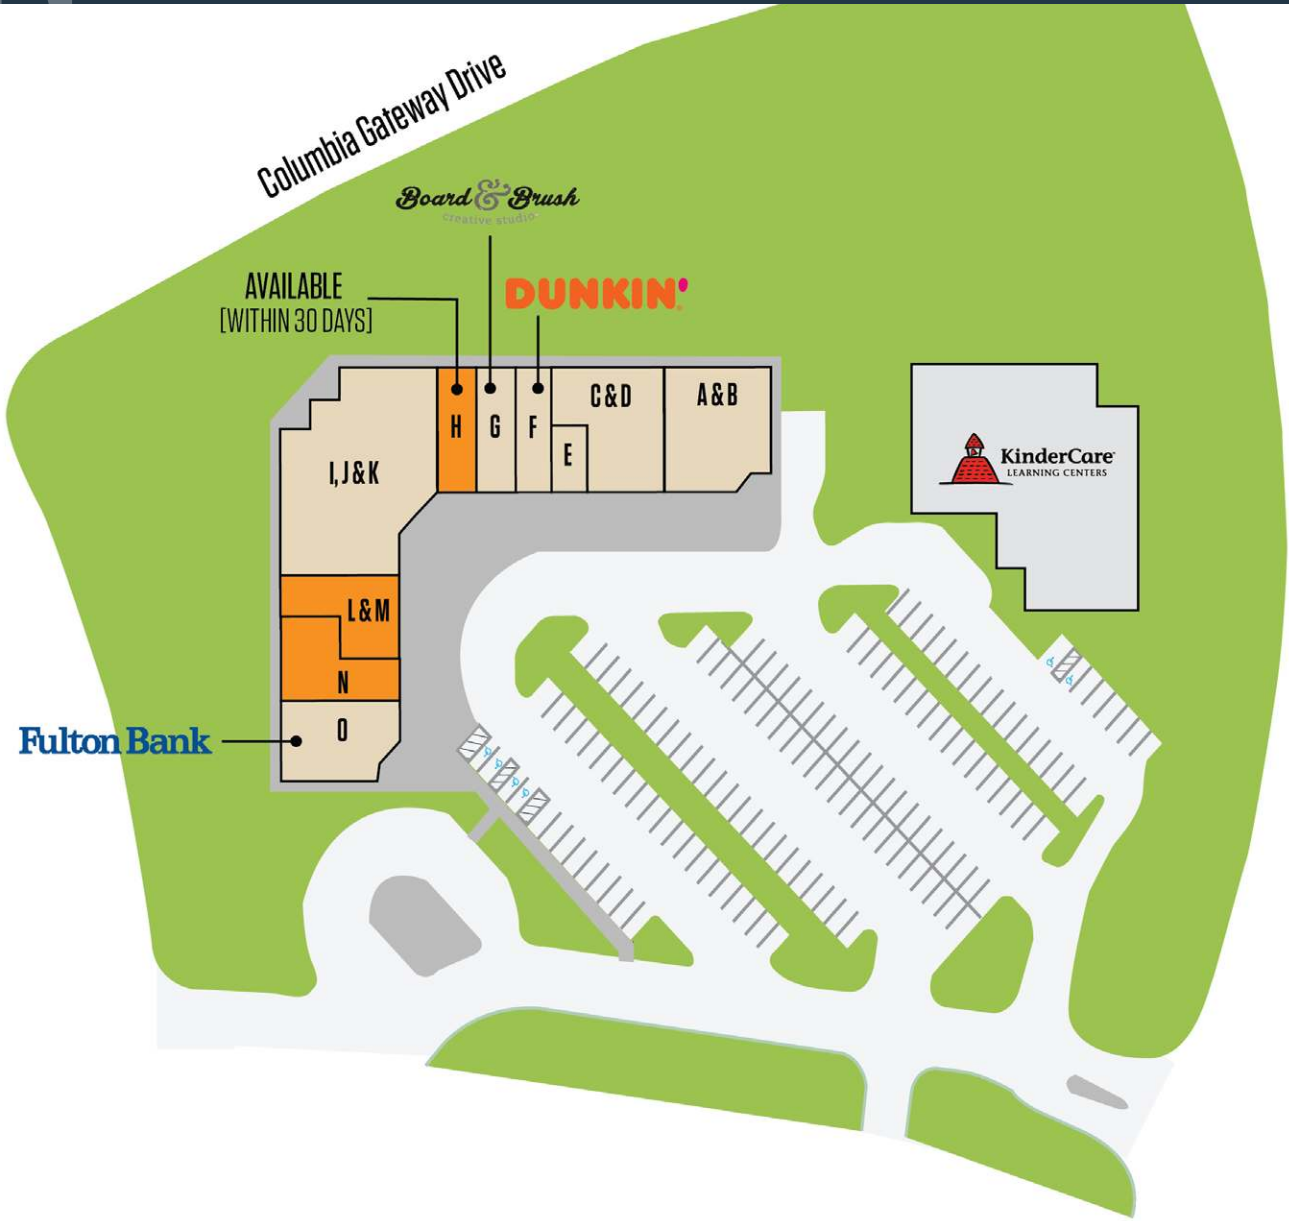 Columbia Gateway Drive
Board & Brush
creative studio
AVAILABLE
[WITHIN 30 DAYS]
DUNKIN'
H
G
F
E
C & D
A & B
I, J & K
KinderCare
LEARNING CENTERS
L & M
N
O
Fulton Bank